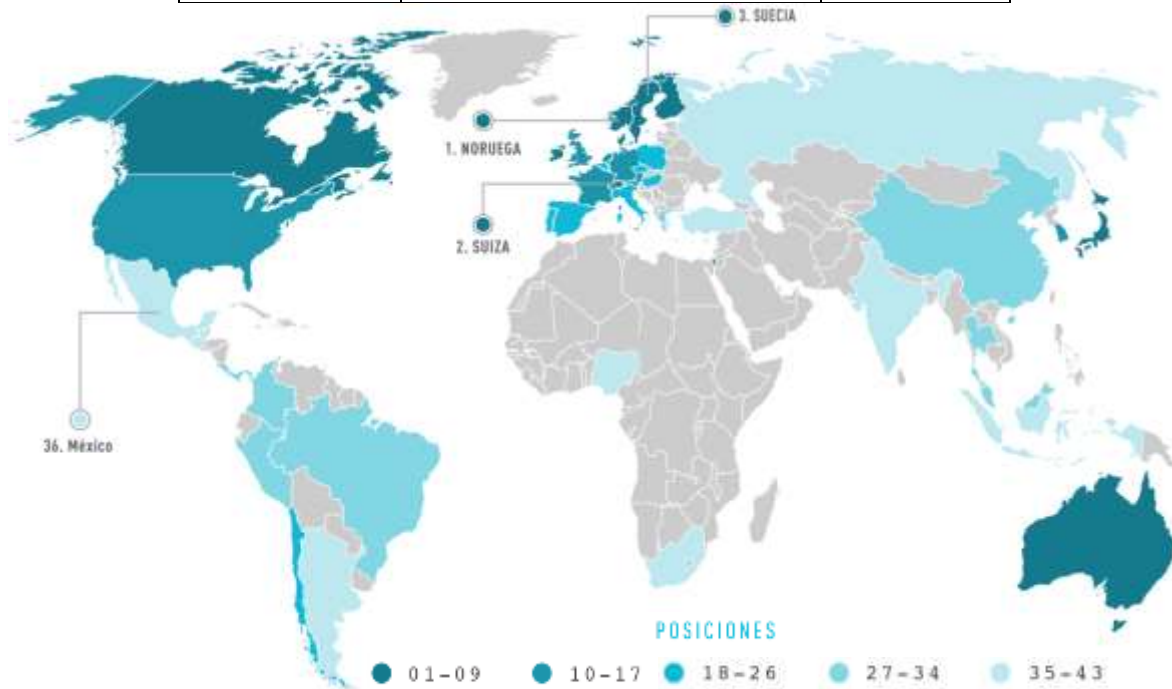 3. SUECIA
1. NORUEGA
2. SUIZA
36. México
POSICIONES
01-09 10-17 18-26 27-34 35-43